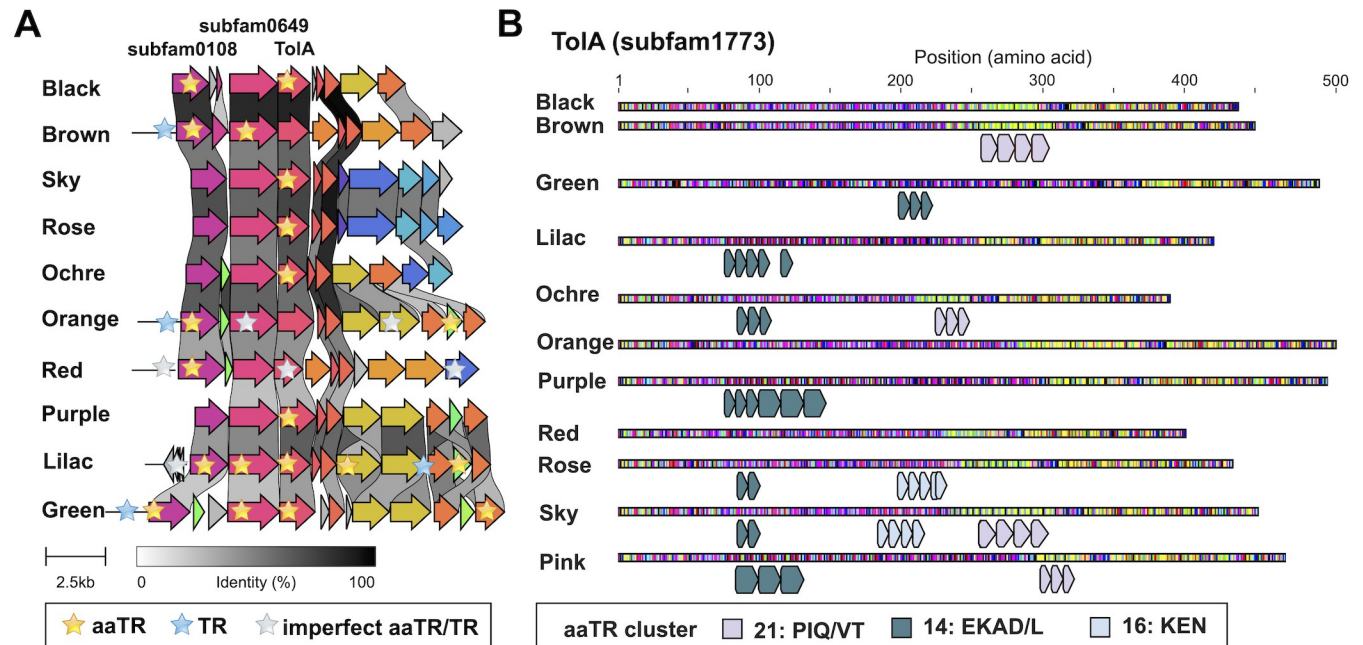 A
subfam0649
subfam0108 TolA
Black
Brown
Sky
Rose
Ochre
Orange
Red
Purple
Lilac
Green
2.5kb
0 Identity (%) 100
aaTR TR imperfect aaTR/TR
B
TolA (subfam1773)
Position (amino acid)
1 100 200 300 400 500
Black
Brown
Green
Lilac
Ochre
Orange
Purple
Red
Rose
Sky
Pink
aaTR cluster 21: PIQ/VT 14: EKAD/L 16: KEN